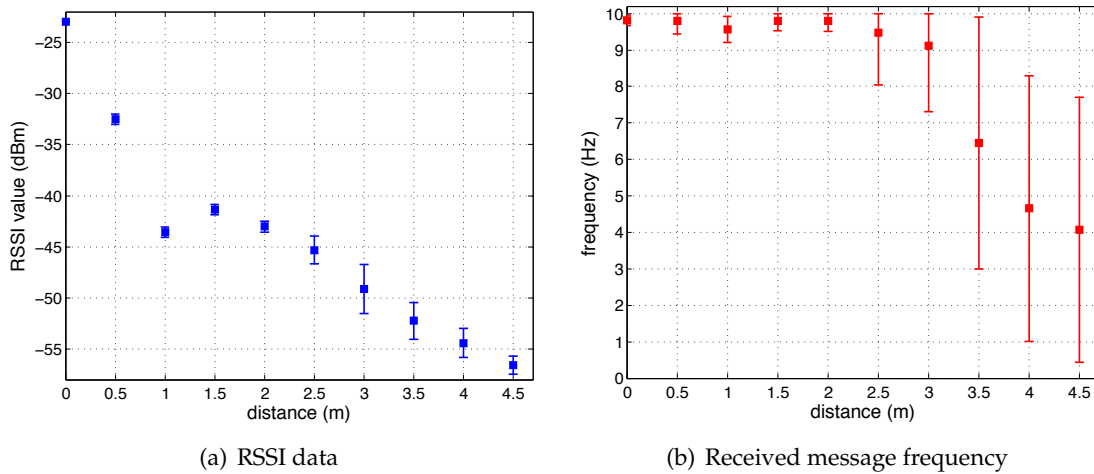 −25
−30
−35
−40
−45
−50
−55
RSSI value (dBm)
0 0.5 1 1.5 2 2.5 3 3.5 4 4.5
distance (m)
(a) RSSI data
10
9
8
7
6
5
4
3
2
1
0
frequency (Hz)
0 0.5 1 1.5 2 2.5 3 3.5 4 4.5
distance (m)
(b) Received message frequency